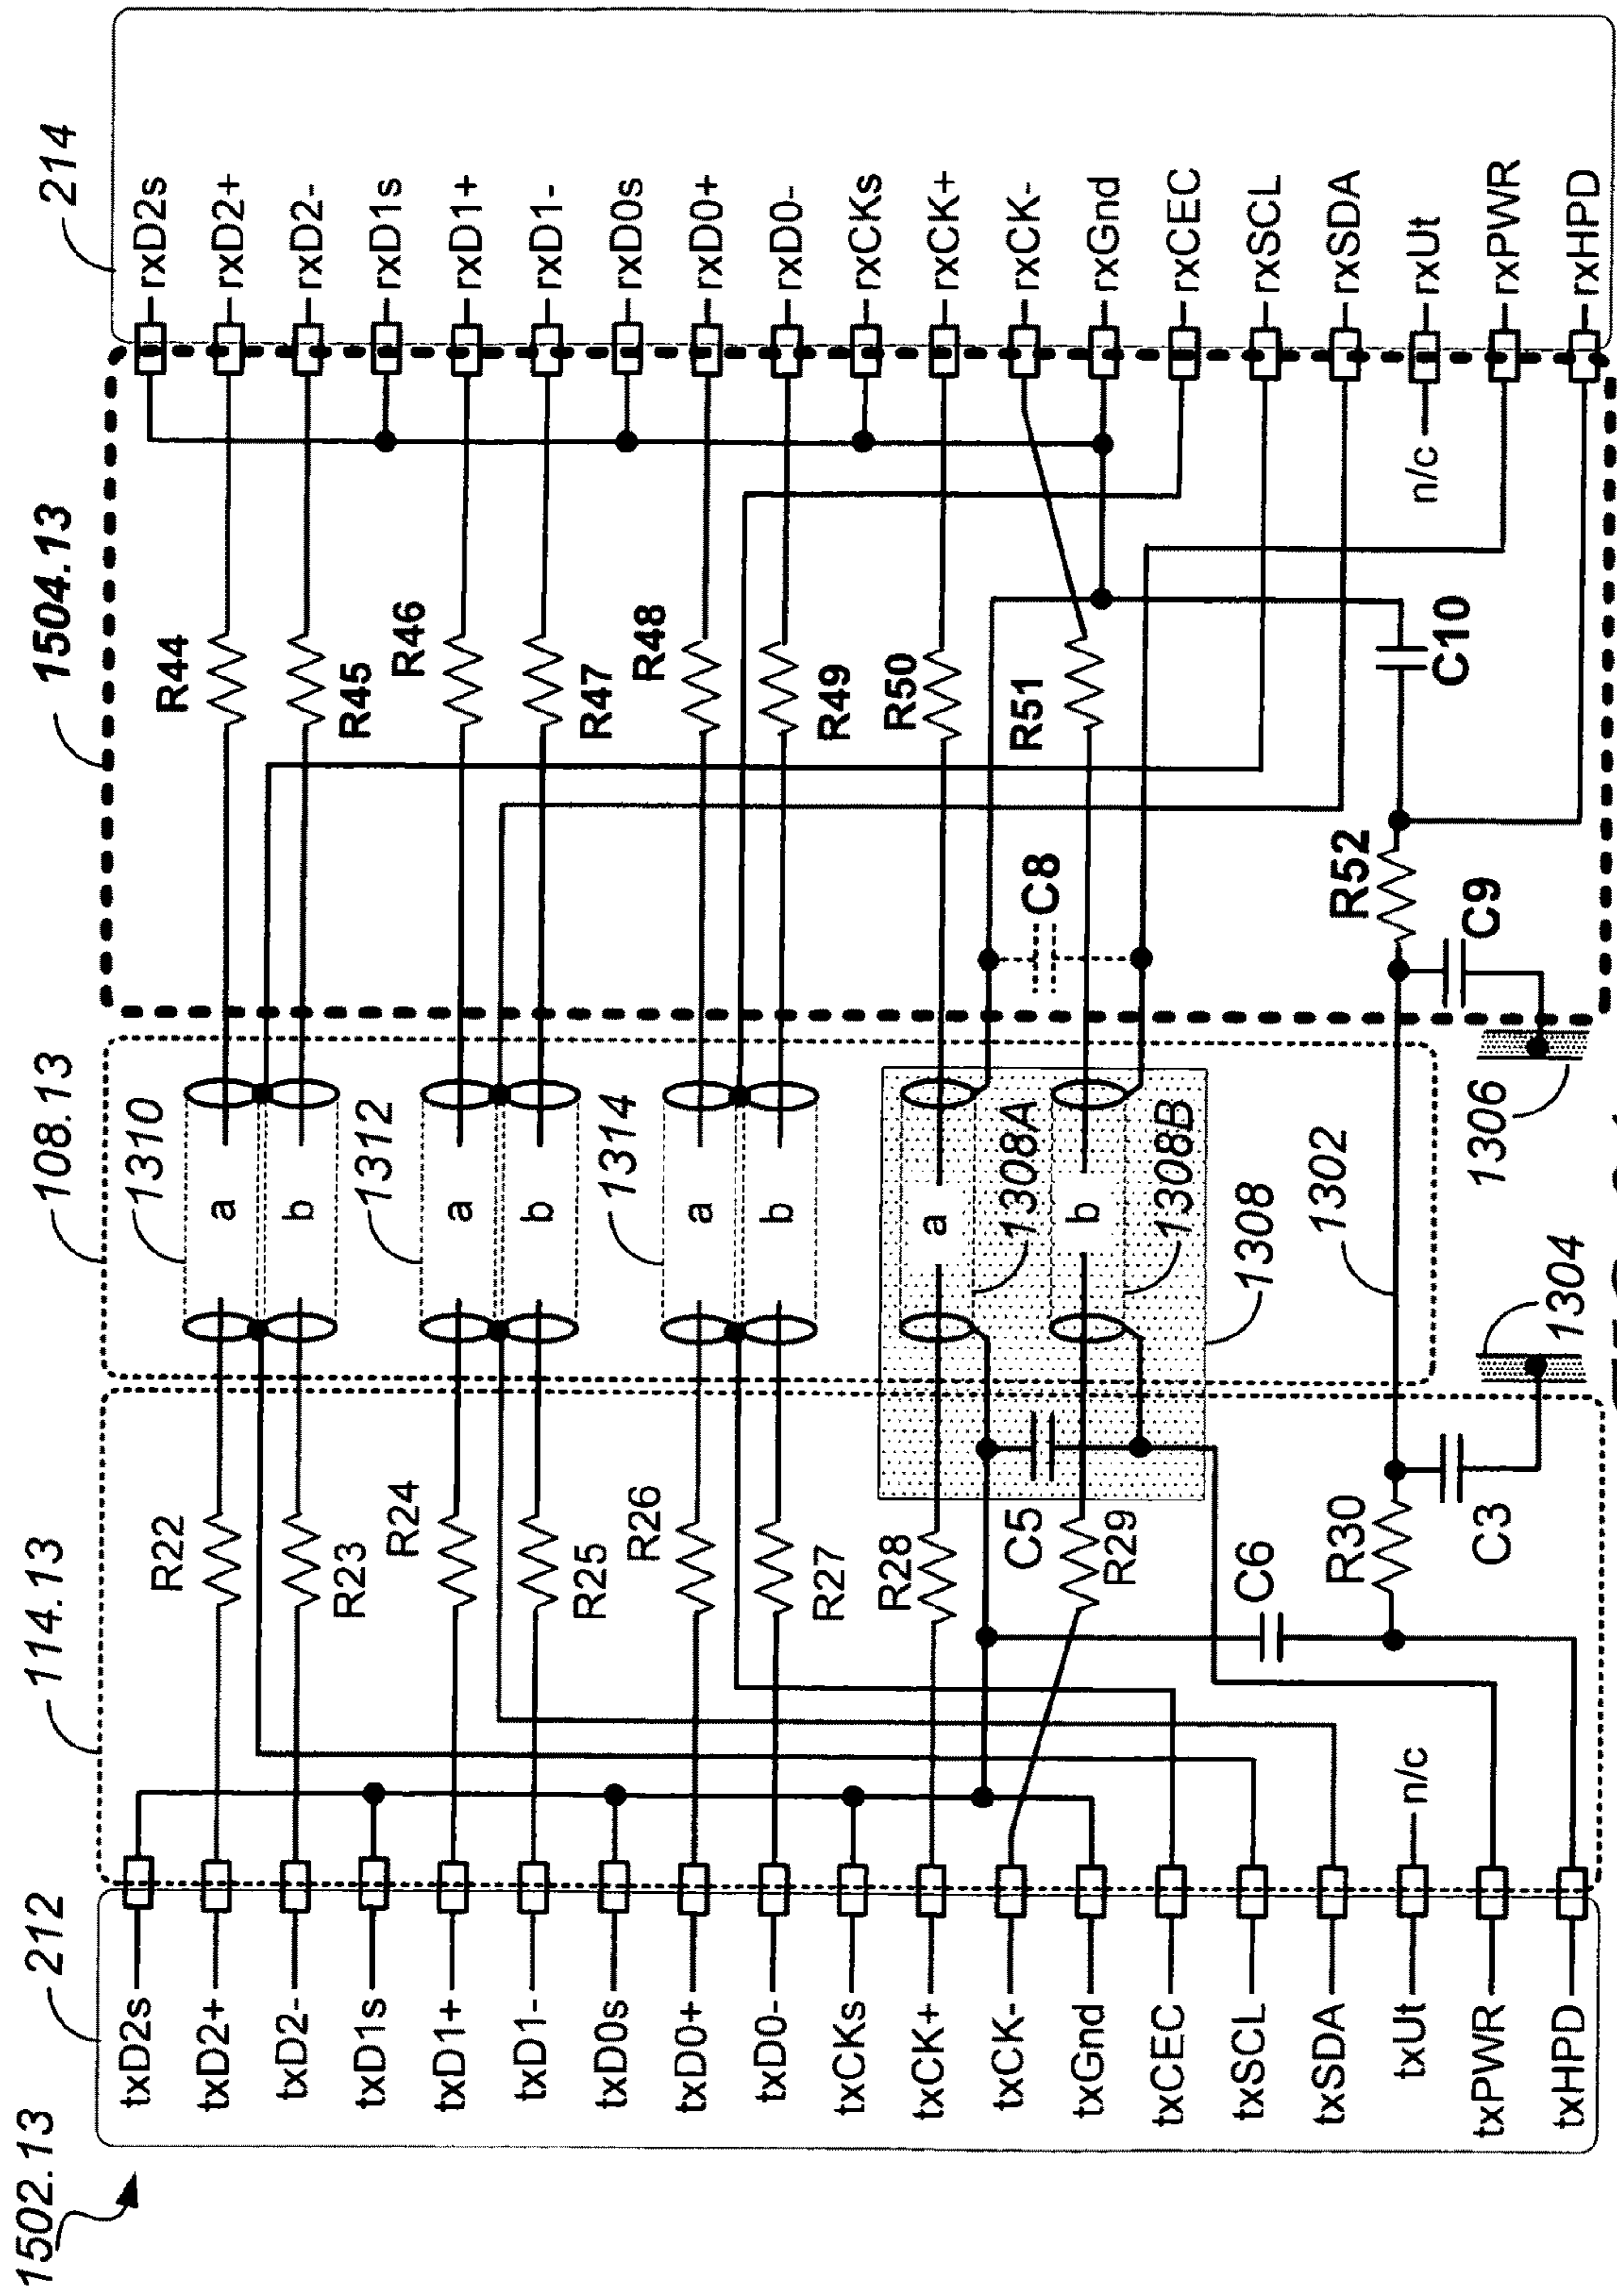 1502.13
212
114.13
108.13
1504.13
214
txD2s
txD2+
txD2-
txD1s
txD1+
txD1-
txD0s
txD0+
txD0-
txCKs
txCK+
txCK-
txGnd
txCEC
txSCL
txSDA
txUt
txPWR
txHPD
n/c
R22
R23
R24
R25
R26
R27
R28
R29
C5
C6
R30
C3
1310
a
b
1312
a
b
1314
a
b
a
b
1308A
1308B
1308
1302
1304
1306
R44
R45
R46
R47
R48
R49
R50
R51
C8
R52
C9
C10
n/c
rxD2s
rxD2+
rxD2-
rxD1s
rxD1+
rxD1-
rxD0s
rxD0+
rxD0-
rxCKs
rxCK+
rxCK-
rxGnd
rxCEC
rxSCL
rxSDA
rxUt
rxPWR
rxHPD